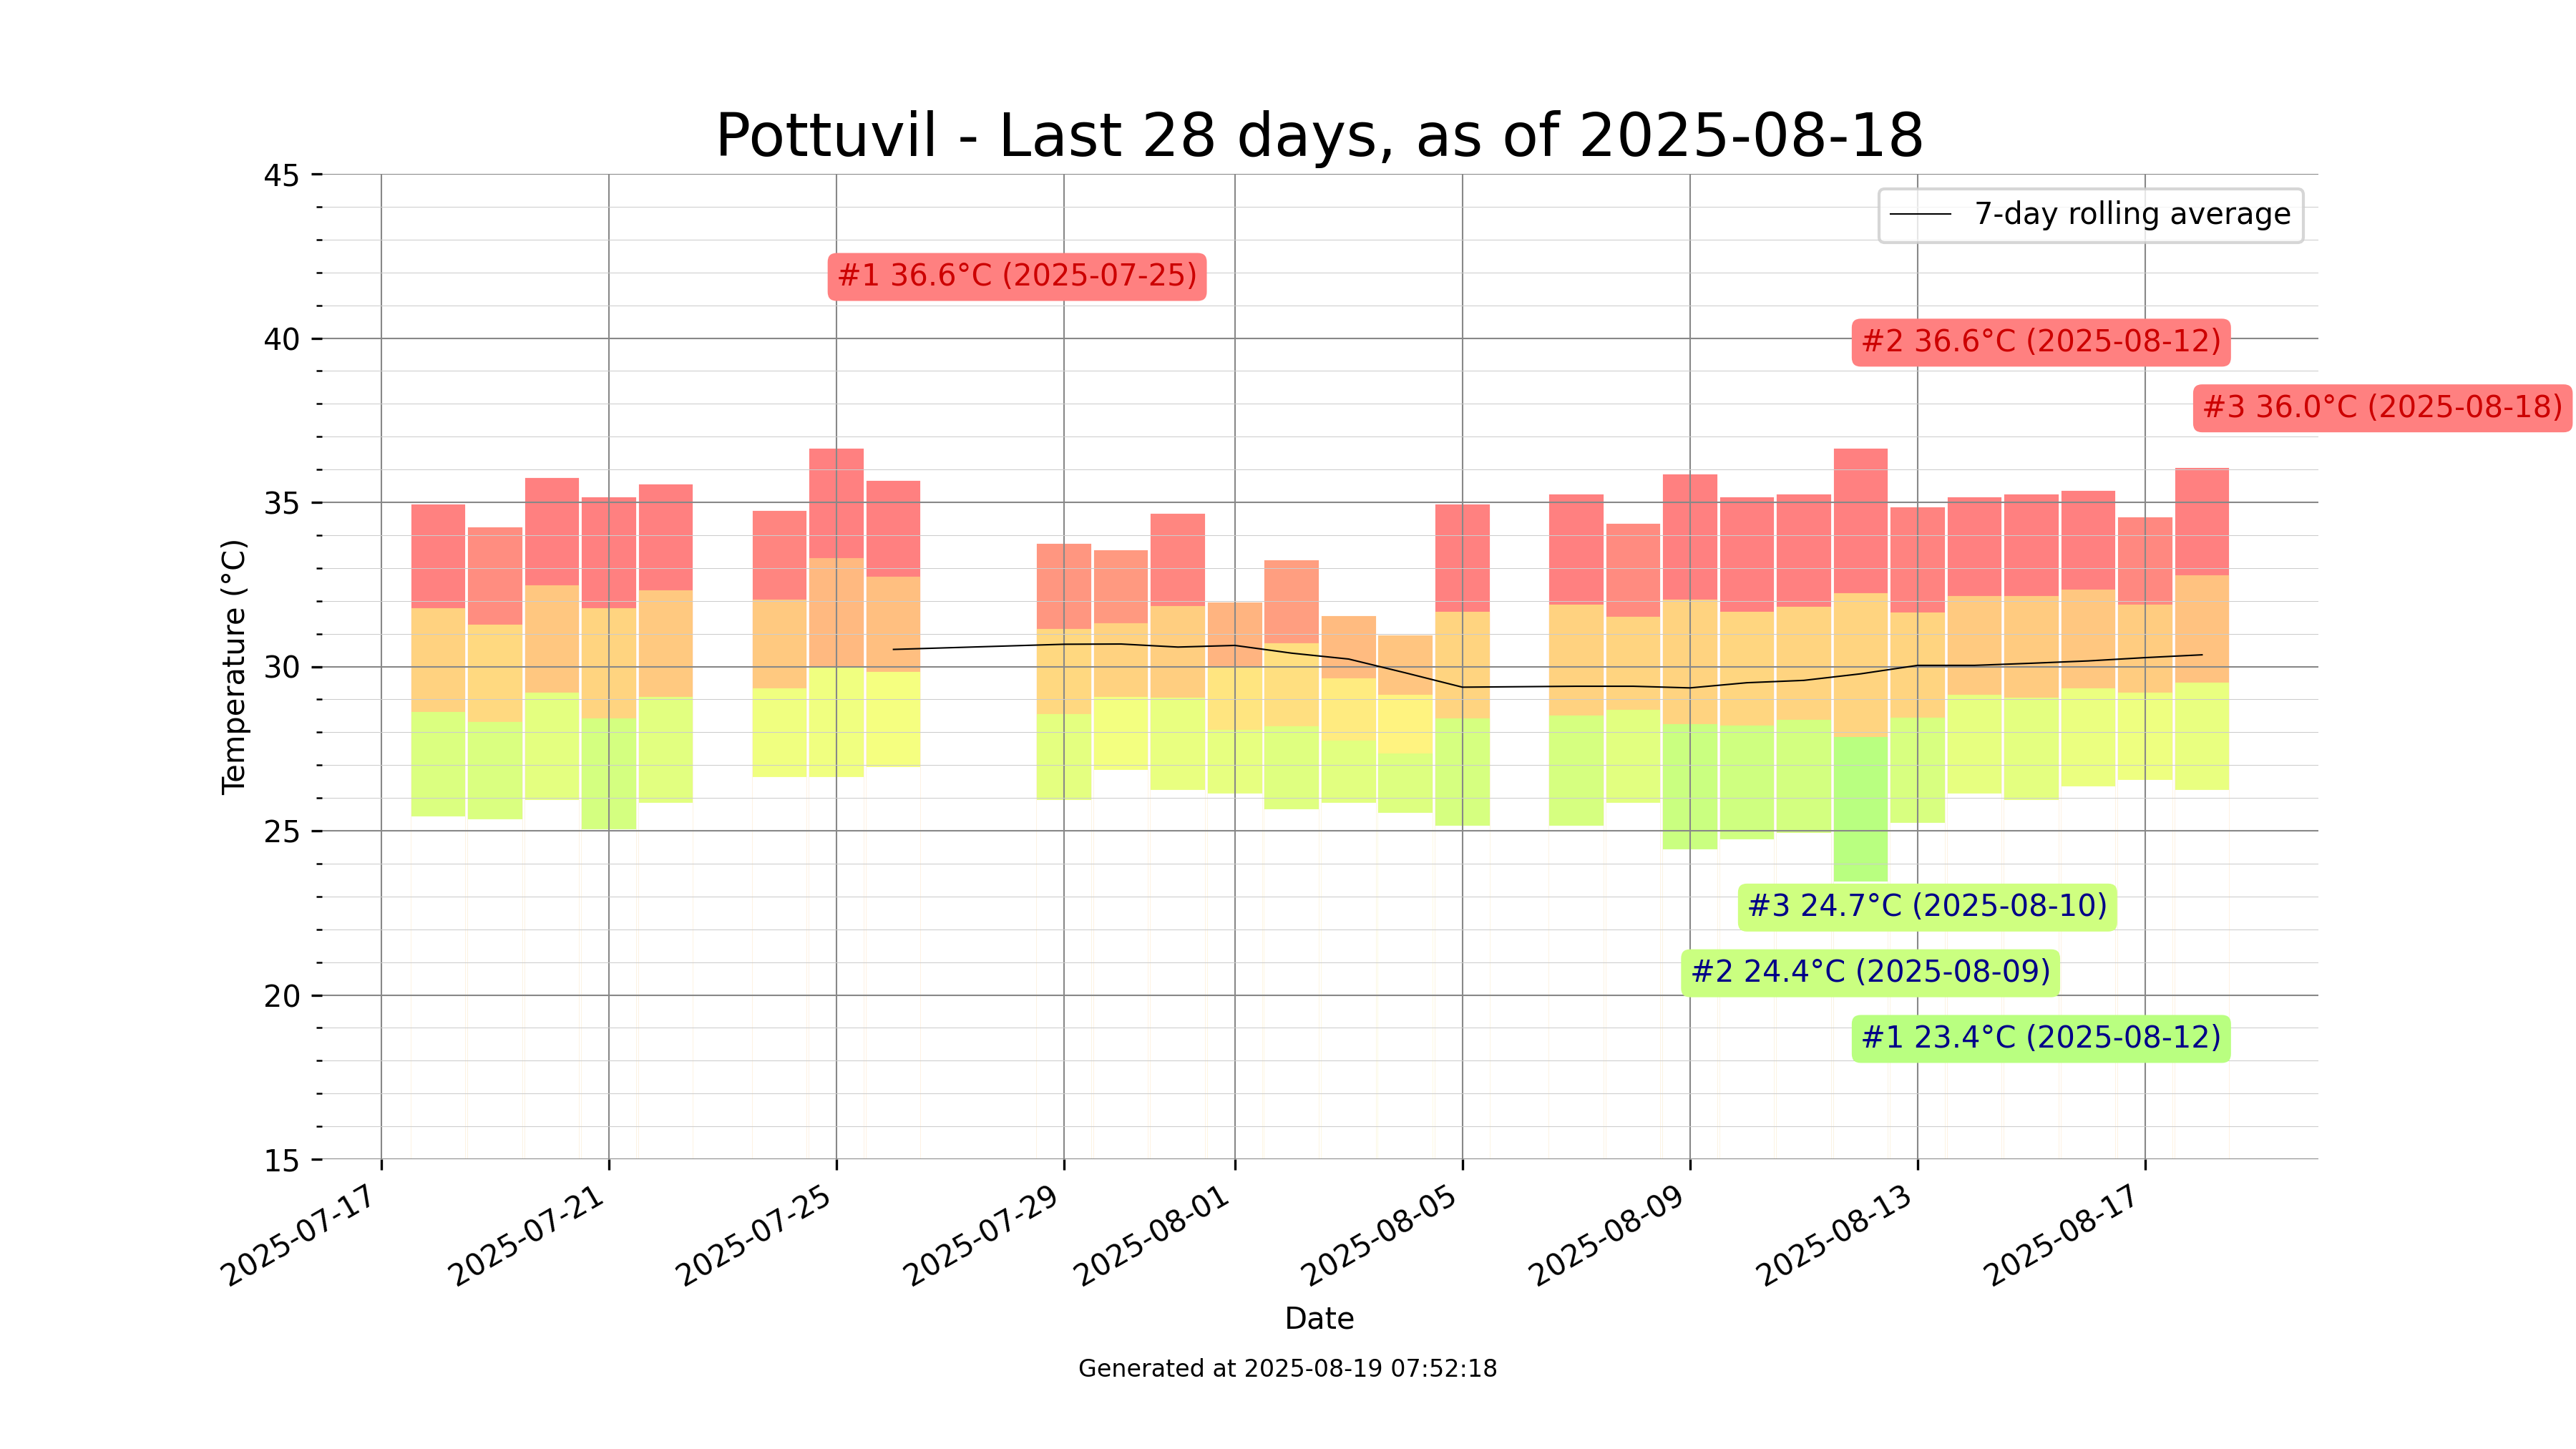 Pottuvil - Last 28 days, as of 2025-08-18
45
40
35
30
25
20
15
Temperature (°C)
7-day rolling average
#1 36.6°C (2025-07-25)
#2 36.6°C (2025-08-12)
#3 36.0°C (2025-08-18)
#3 24.7°C (2025-08-10)
#2 24.4°C (2025-08-09)
#1 23.4°C (2025-08-12)
2025-07-17
2025-07-21
2025-07-25
2025-07-29
2025-08-01
2025-08-05
2025-08-09
2025-08-13
2025-08-17
Date
Generated at 2025-08-19 07:52:18